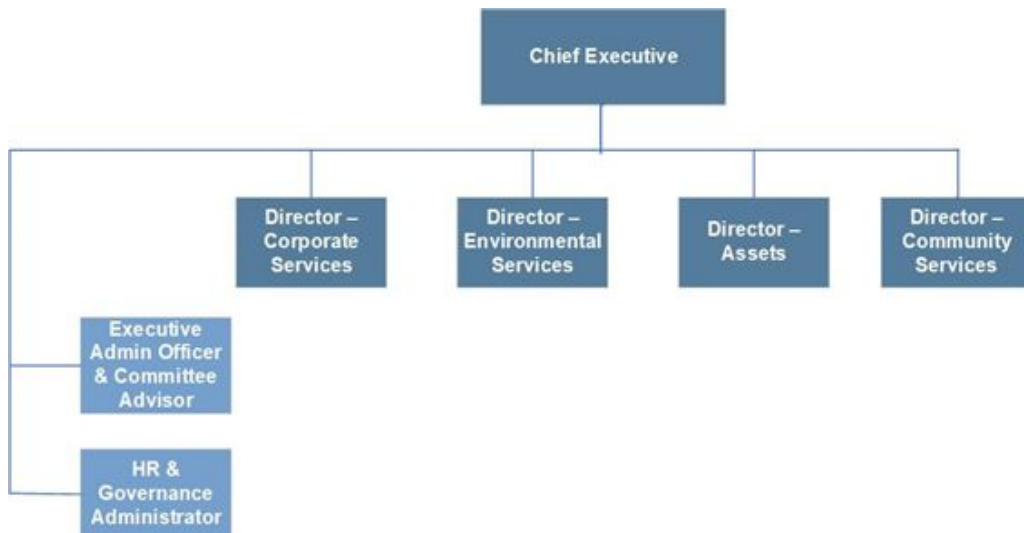 Chief Executive
Director –
Corporate
Services
Director –
Environmental
Services
Director –
Assets
Director –
Community
Services
Executive
Admin Officer
& Committee
Advisor
HR &
Governance
Administrator